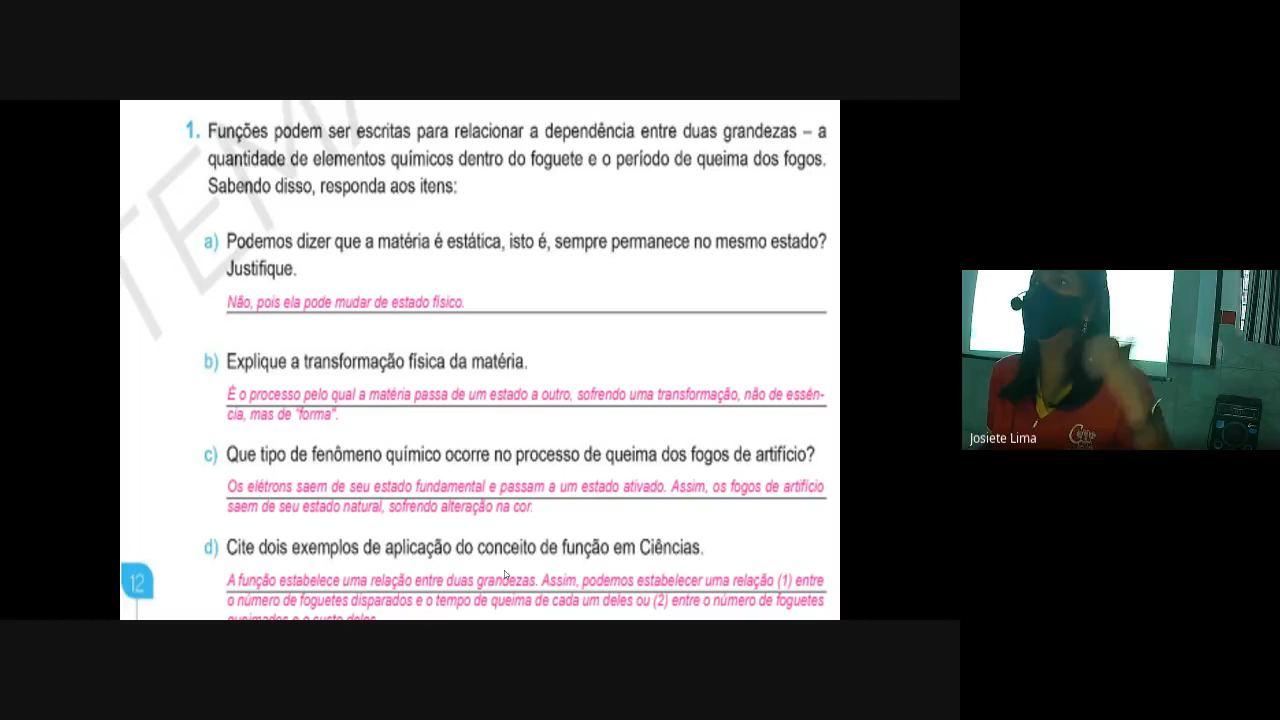 TEMA
1. Funções podem ser escritas para relacionar a dependência entre duas grandezas – a
quantidade de elementos químicos dentro do foguete e o período de queima dos fogos.
Sabendo disso, responda aos itens:
a) Podemos dizer que a matéria é estática, isto é, sempre permanece no mesmo estado?
Justifique.
Não, pois ela pode mudar de estado físico.
b) Explique a transformação física da matéria.
É o processo pelo qual a matéria passa de um estado a outro, sofrendo uma transformação, não de essên-
cia, mas de "forma".
c) Que tipo de fenômeno químico ocorre no processo de queima dos fogos de artifício?
Os elétrons saem de seu estado fundamental e passam a um estado ativado. Assim, os fogos de artifício
saem de seu estado natural, sofrendo alteração na cor.
d) Cite dois exemplos de aplicação do conceito de função em Ciências.
A função estabelece uma relação entre duas grandezas. Assim, podemos estabelecer uma relação (1) entre
o número de foguetes disparados e o tempo de queima de cada um deles ou (2) entre o número de foguetes
queimados e o custo deles.
12
Josiete Lima